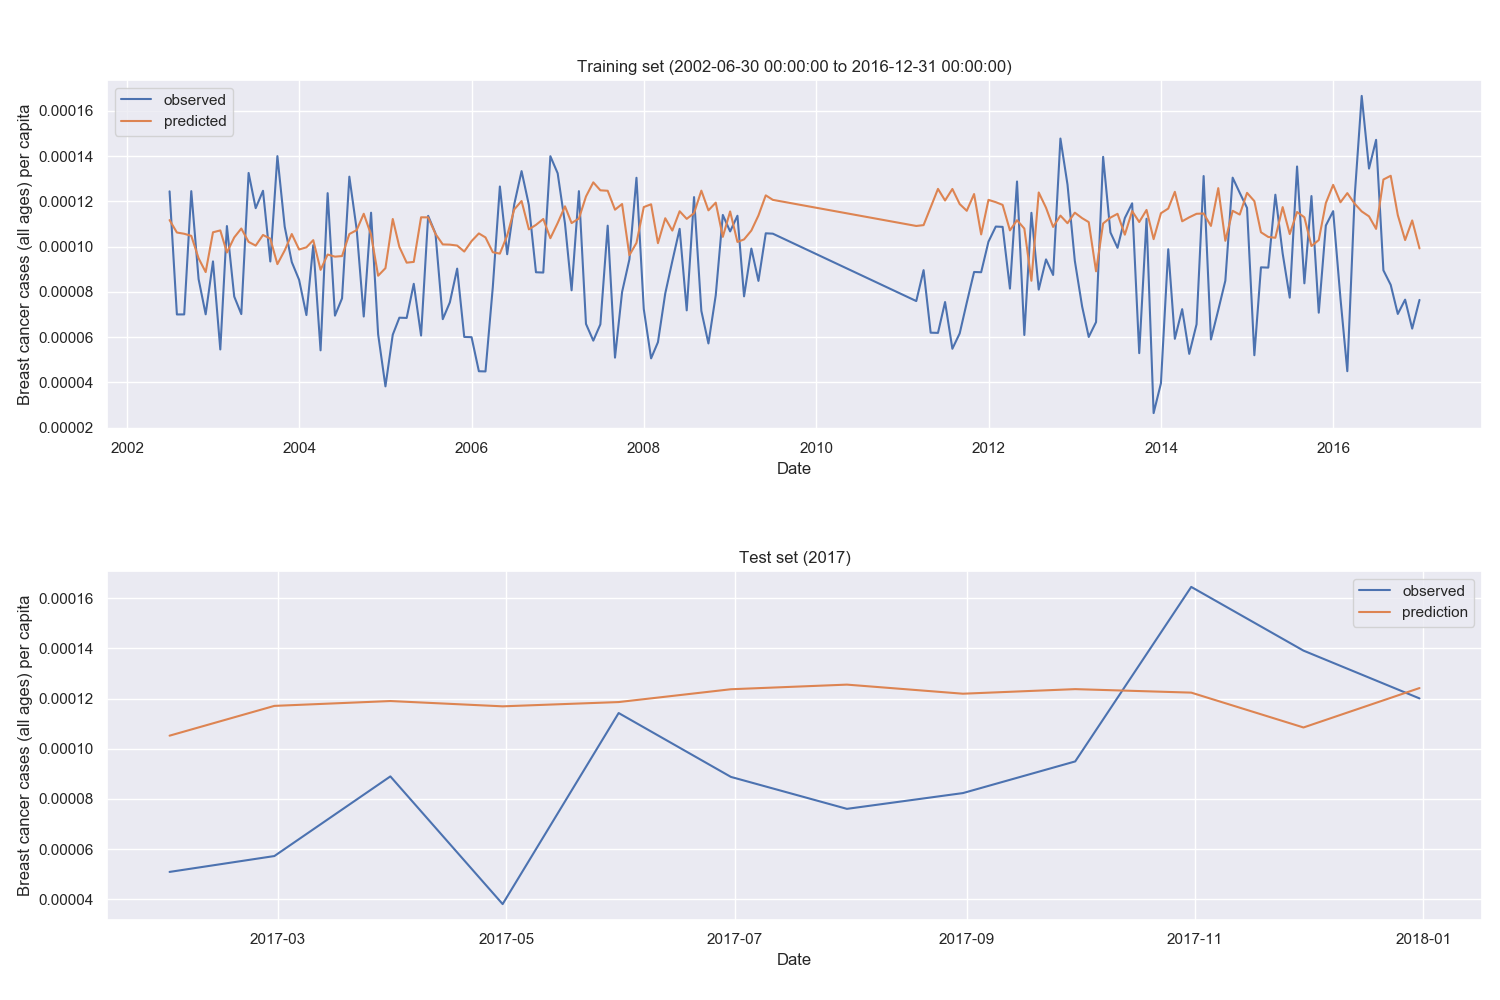 Training set (2002-06-30 00:00:00 to 2016-12-31 00:00:00)
Breast cancer cases (all ages) per capita
observed
predicted
0.00016
0.00014
0.00012
0.00010
0.00008
0.00006
0.00004
0.00002
2002 2004 2006 2008 2010 2012 2014 2016
Date
Test set (2017)
Breast cancer cases (all ages) per capita
observed
prediction
0.00016
0.00014
0.00012
0.00010
0.00008
0.00006
0.00004
2017-03 2017-05 2017-07 2017-09 2017-11 2018-01
Date